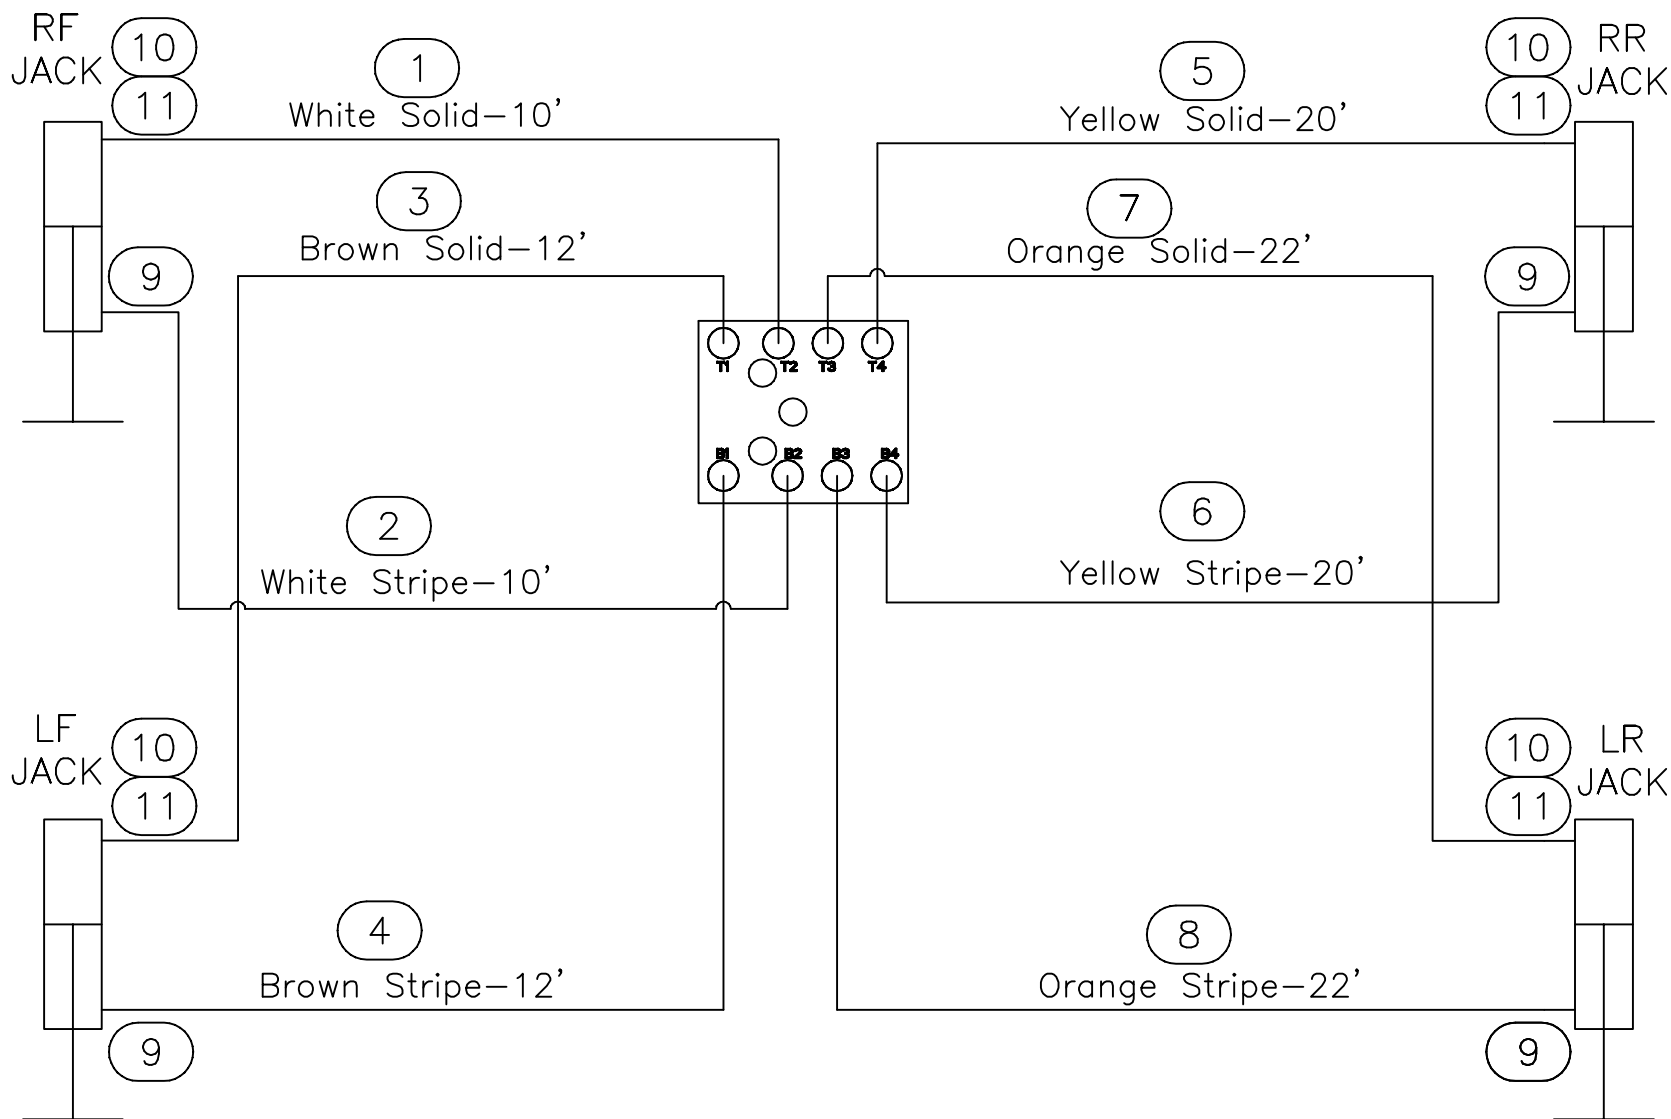 RF
JACK
10
11
1
White Solid-10'
3
Brown Solid-12'
9
5
Yellow Solid-20'
7
Orange Solid-22'
10
11
RR
JACK
9
T1 T2 T3 T4
B1 B2 B3 B4
2
White Stripe-10'
6
Yellow Stripe-20'
LF
JACK
10
11
4
Brown Stripe-12'
9
10
11
LR
JACK
8
Orange Stripe-22'
9